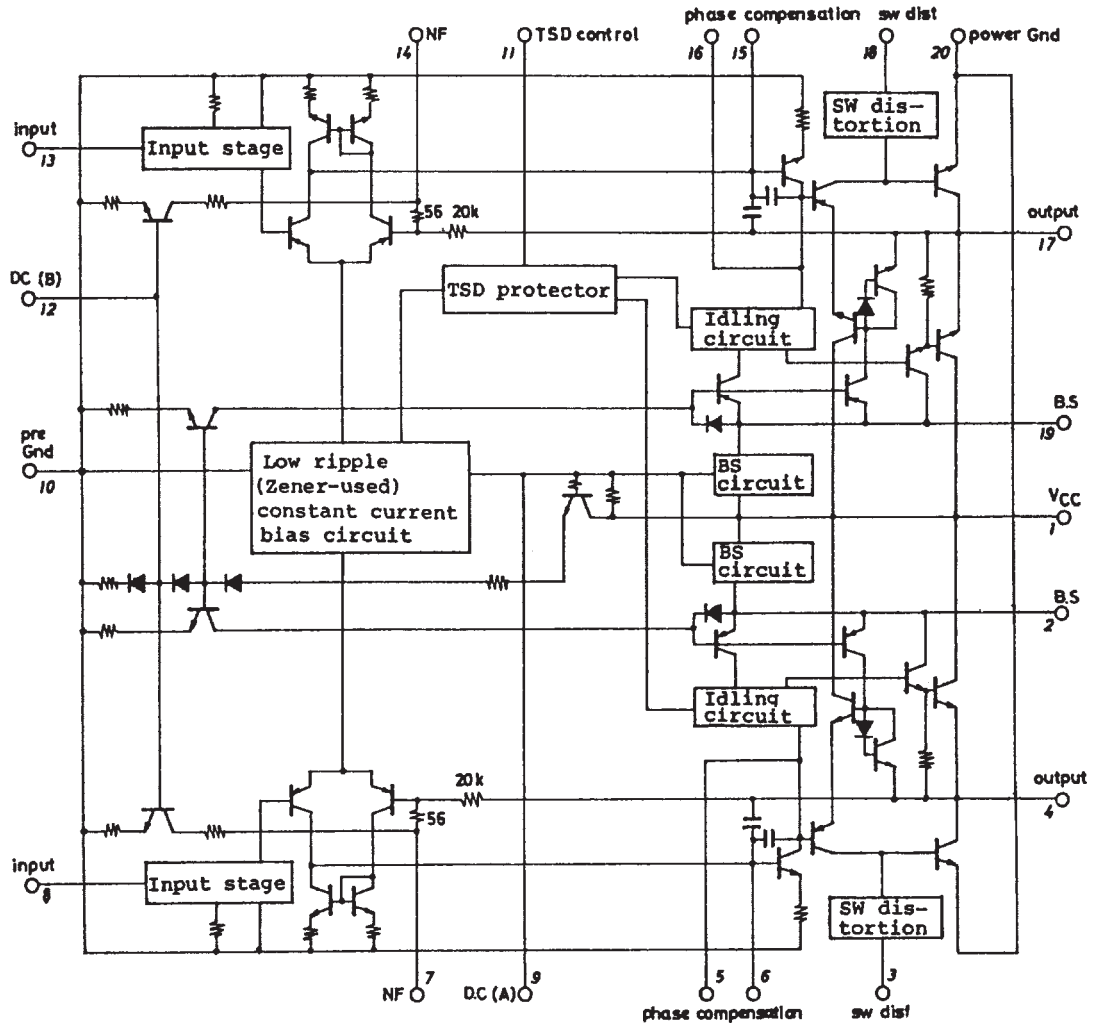 phase compensation sw dist
14 NF
11 TSD control
16
15
18
20 power Gnd
SW dis-
tortion
input
13
Input stage
56 20k
output
17
DC (B)
12
TSD protector
Idling
circuit
B.S
19
pre
Gnd
10
Low ripple
(Zener-used)
constant current
bias circuit
BS
circuit
VCC
1
BS
circuit
B.S
2
Idling
circuit
20k
output
4
56
input
Input stage
SW dis-
tortion
7
9
5
6
3
NF
D.C (A)
phase compensation
sw dist